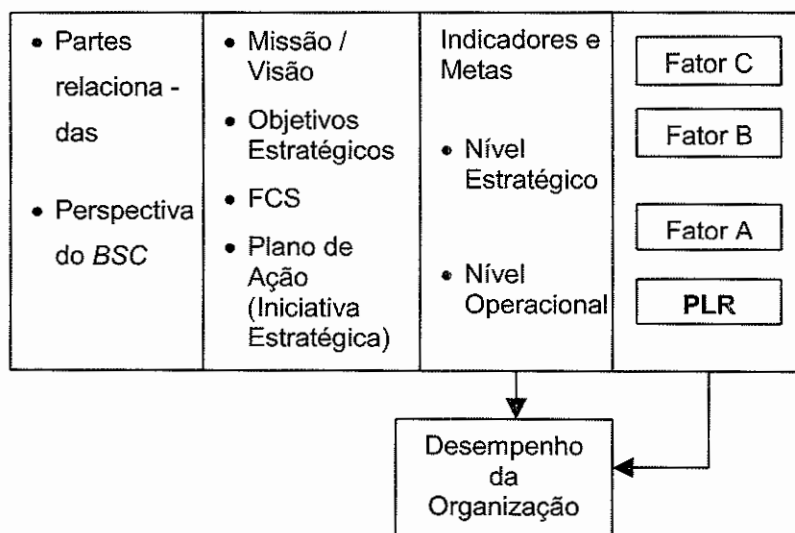 • Partes
relaciona -
das
• Perspectiva
do BSC
• Missão /
Visão
• Objetivos
Estratégicos
• FCS
• Plano de
Ação
(Iniciativa
Estratégica)
Indicadores e
Metas
• Nível
Estratégico
• Nível
Operacional
Fator C
Fator B
Fator A
PLR
Desempenho
da
Organização